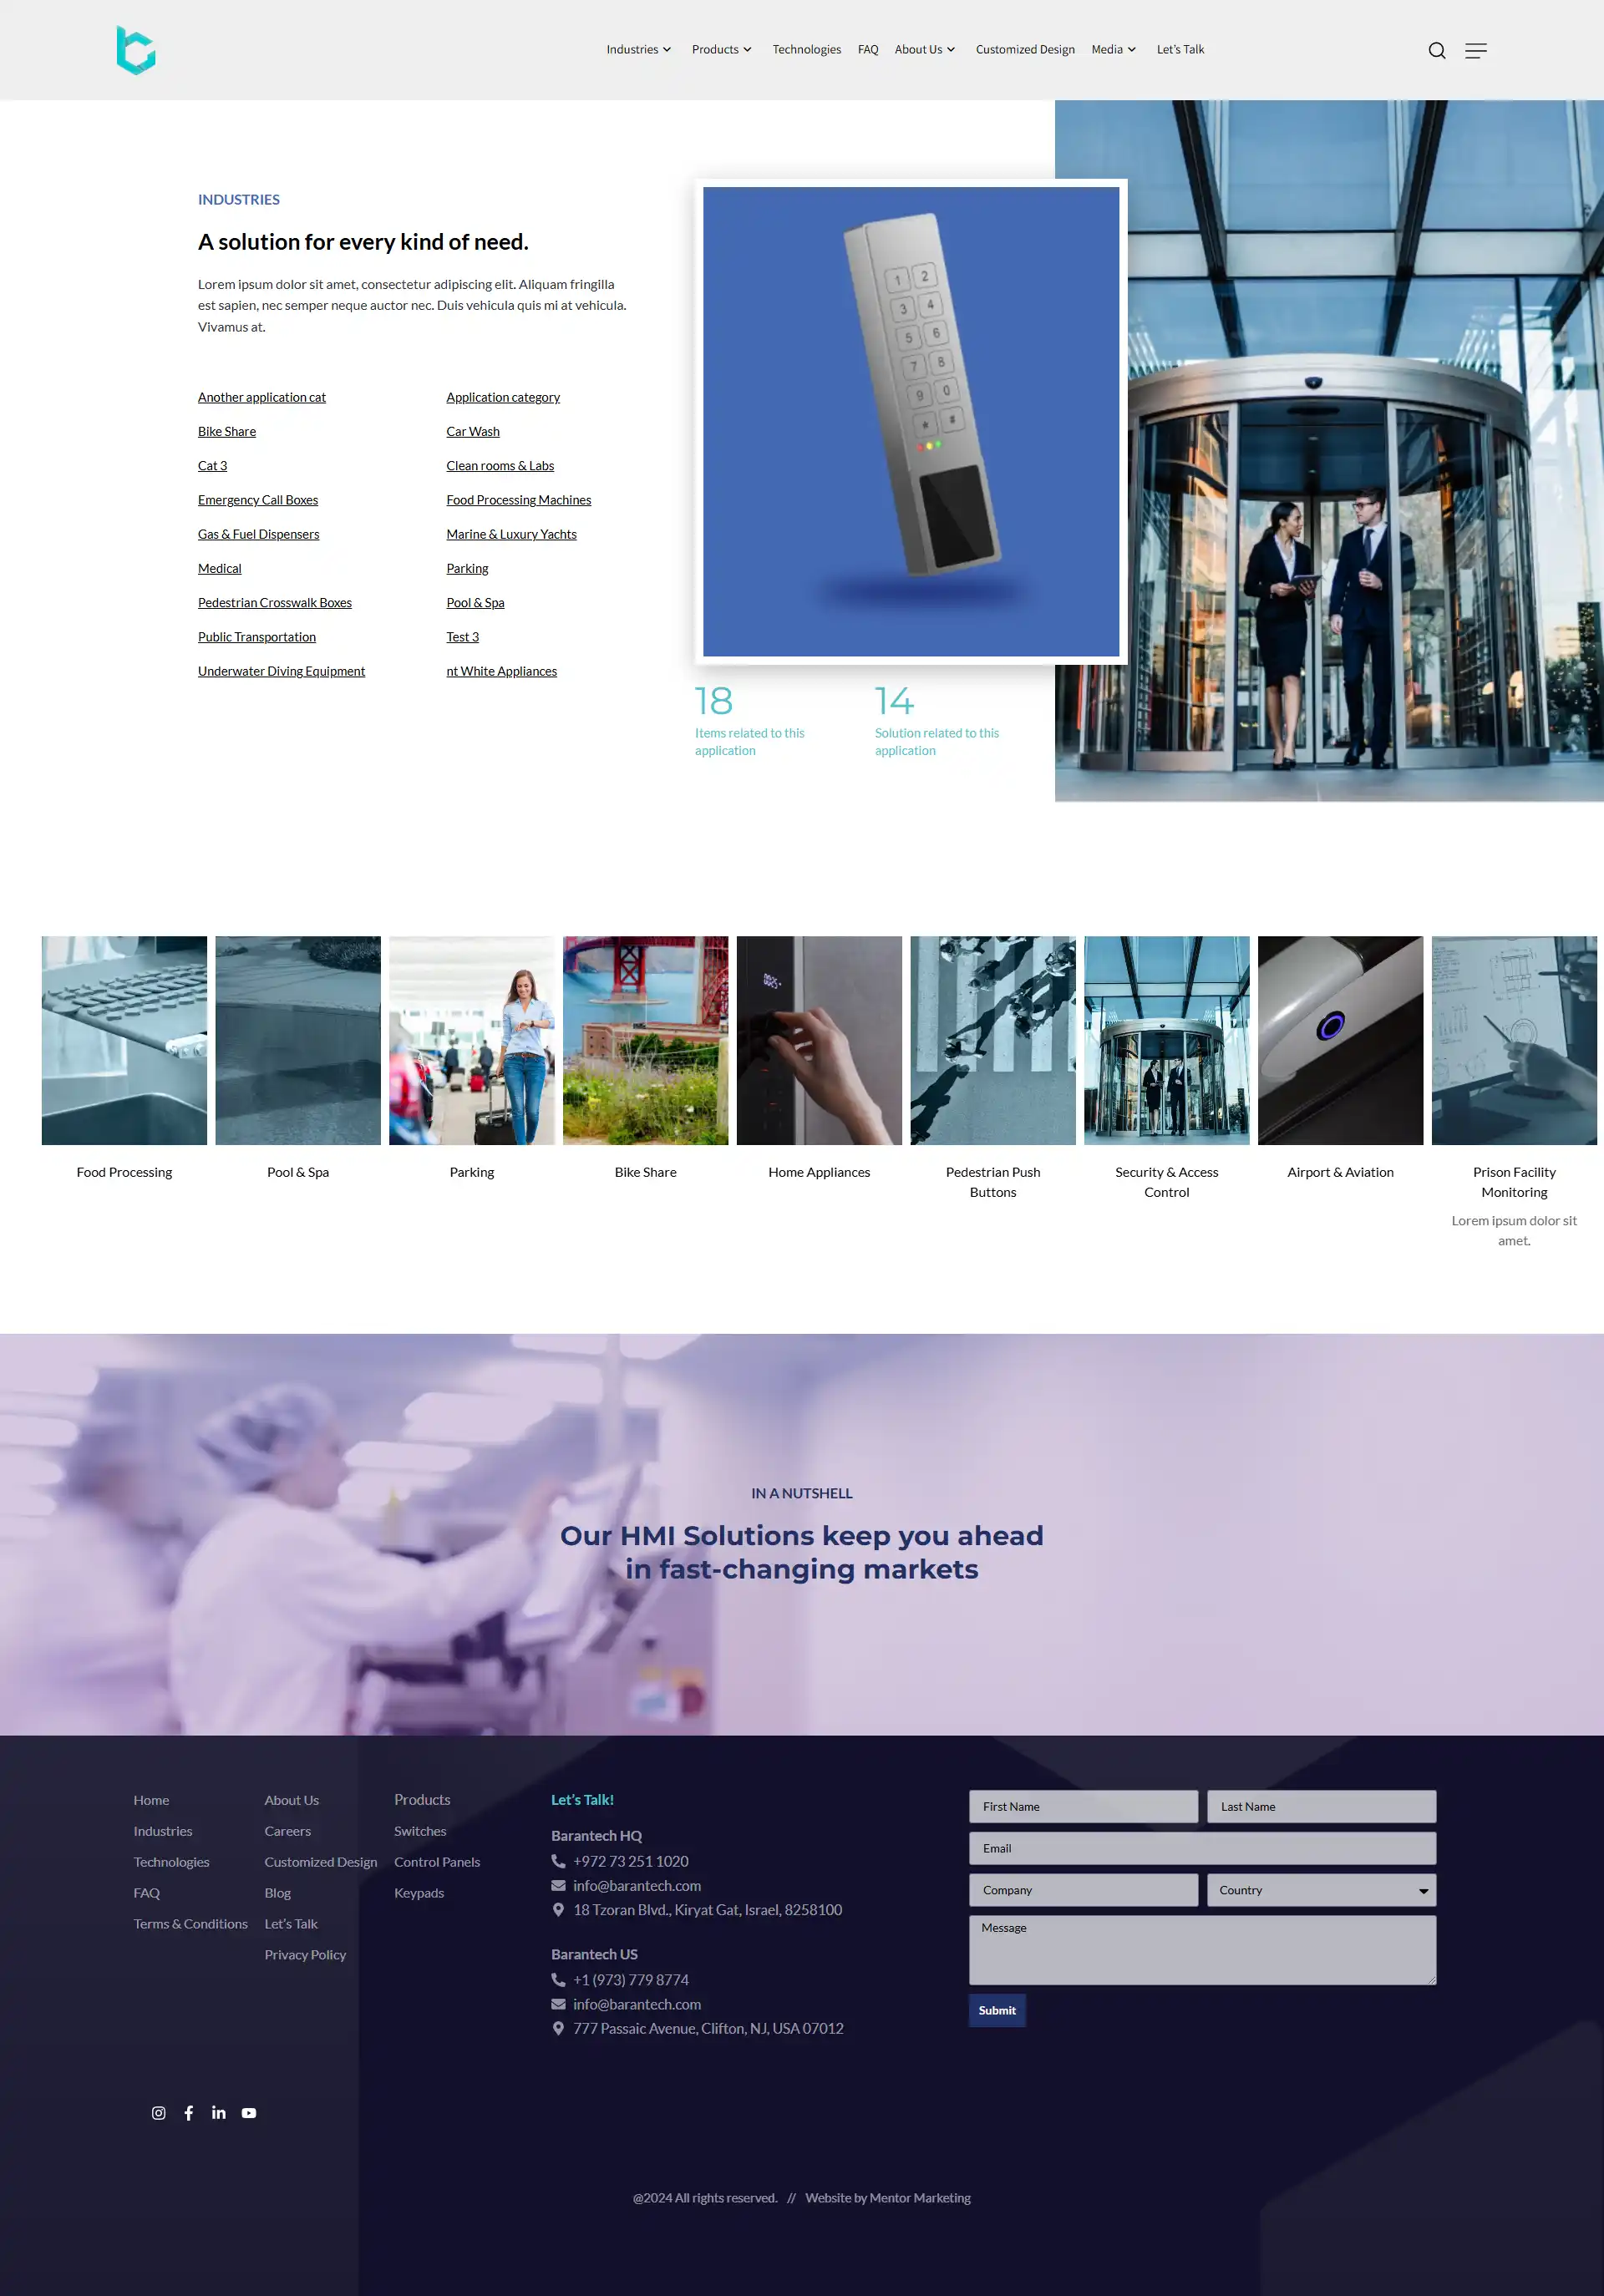 Industries
Products
Technologies
FAQ
About Us
Customized Design
Media
Let's Talk
INDUSTRIES
A solution for every kind of need.
Lorem ipsum dolor sit amet, consectetur adipiscing elit. Aliquam fringilla
est sapien, nec semper neque auctor nec. Duis vehicula quis mi at vehicula.
Vivamus at.
Another application cat
Application category
Bike Share
Car Wash
Cat 3
Clean rooms & Labs
Emergency Call Boxes
Food Processing Machines
Gas & Fuel Dispensers
Marine & Luxury Yachts
Medical
Parking
Pedestrian Crosswalk Boxes
Pool & Spa
Public Transportation
Test 3
Underwater Diving Equipment
nt White Appliances
1 2
3 4
5 6
7 8
9 0
* #
18
Items related to this
application
14
Solution related to this
application
Food Processing
Pool & Spa
Parking
Bike Share
Home Appliances
Pedestrian Push
Buttons
Security & Access
Control
Airport & Aviation
Prison Facility
Monitoring
Lorem ipsum dolor sit
amet.
IN A NUTSHELL
Our HMI Solutions keep you ahead
in fast-changing markets
Home
Industries
Technologies
FAQ
Terms & Conditions
About Us
Careers
Customized Design
Blog
Let's Talk
Privacy Policy
Products
Switches
Control Panels
Keypads
Let's Talk!
Barantech HQ
+972 73 251 1020
info@barantech.com
18 Tzoran Blvd., Kiryat Gat, Israel, 8258100
Barantech US
+1 (973) 779 8774
info@barantech.com
777 Passaic Avenue, Clifton, NJ, USA 07012
First Name
Last Name
Email
Company
Country
Message
Submit
@2024 All rights reserved. // Website by Mentor Marketing